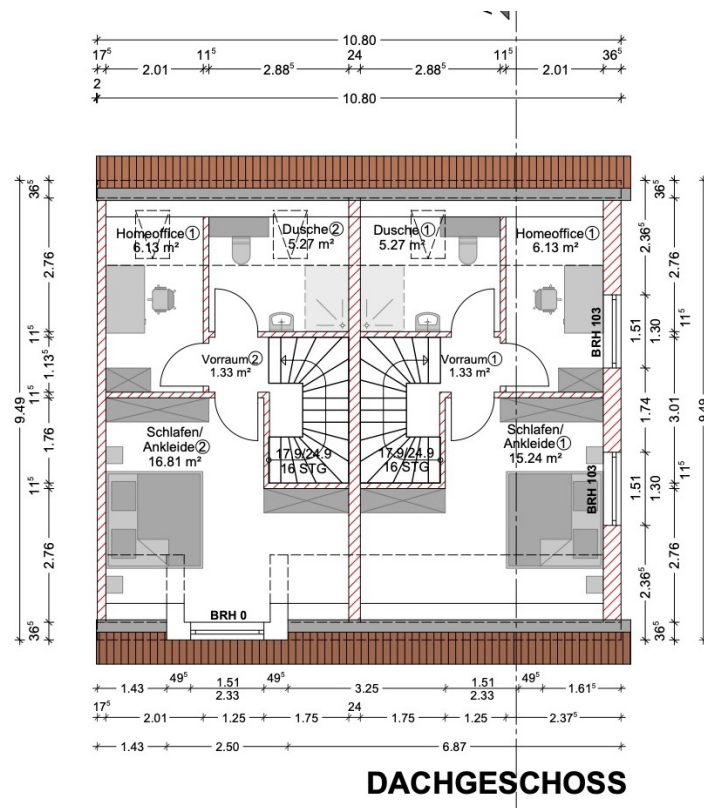 10.80
17⁵ 11⁵ 24 11⁵ 36⁵
2.01 2.88⁵ 2.88⁵ 2.01
2
10.80
36⁵ 36⁵ 36⁵
Homeoffice① 6.13 m²
Dusche② 5.27 m²
Dusche① 5.27 m²
Homeoffice① 6.13 m²
2.76 2.36⁵ 2.76
11⁵ 1.51 1.30 11⁵
BRH 103
1.13⁵
Vorraum② 1.33 m²
Vorraum① 1.33 m²
9.49 11⁵ 1.74 3.01 9.49
Schlafen/
Ankleide②
16.81 m²
17.9/24.9
16 STG
17.9/24.9
16 STG
Schlafen/
Ankleide①
15.24 m²
1.76
11⁵ 1.51 1.30 11⁵
BRH 103
2.76 2.36⁵ 2.76
BRH 0
36⁵ 36⁵ 36⁵
49⁵ 49⁵ 49⁵
1.43 1.51 3.25 1.51 1.61⁵
2.33 2.33
17⁵ 24
2.01 1.25 1.75 1.75 1.25 2.37⁵
1.43 2.50 6.87
DACHGESCHOSS